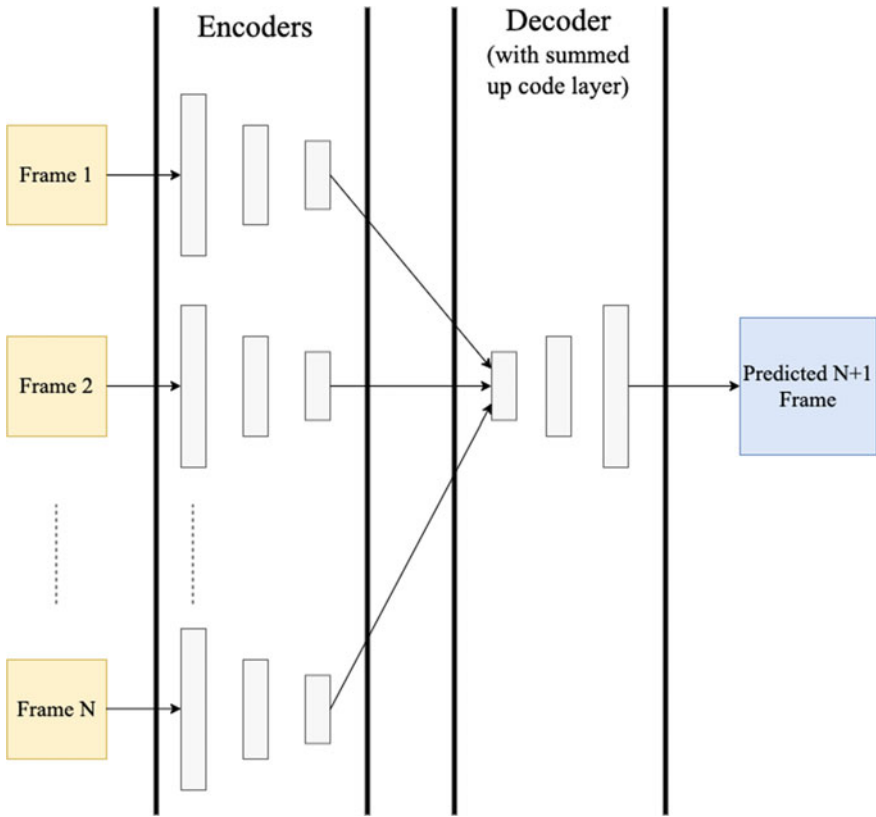 Encoders
Decoder
(with summed
up code layer)
Frame 1
Frame 2
Predicted N+1
Frame
Frame N